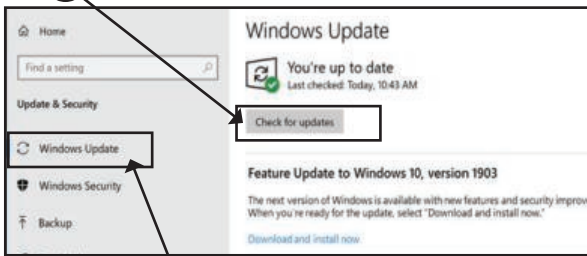 Home
Find a setting
Update & Security
Windows Update
Windows Security
Backup
Windows Update
You're up to date
Last checked: Today, 10:43 AM
Check for updates
Feature Update to Windows 10, version 1903
The next version of Windows is available with new features and security improv
When you're ready for the update, select "Download and install now."
Download and install now